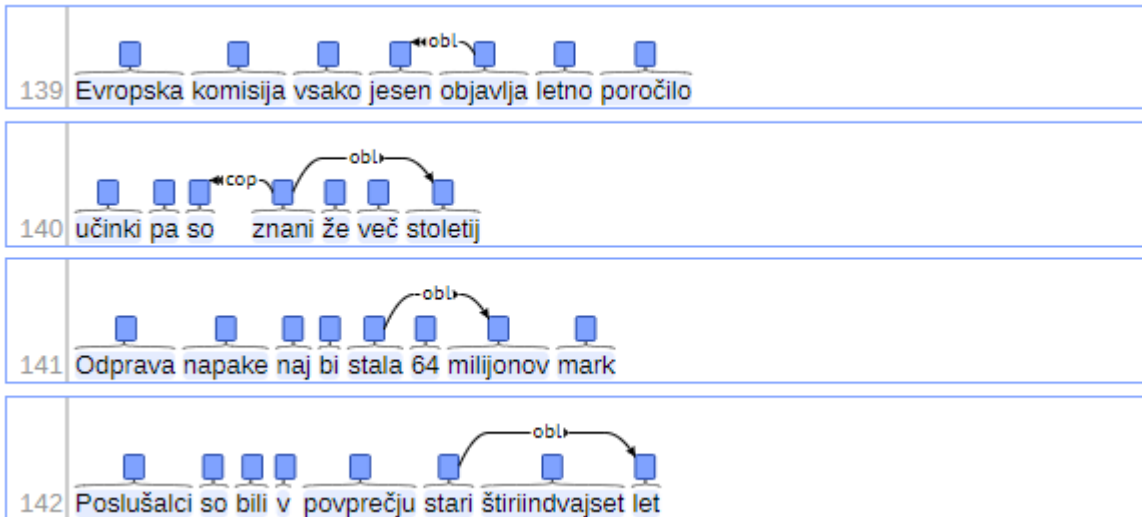 obl
139 Evropska komisija vsako jesen objavlja letno poročilo
obl
cop
140 učinki pa so znani že več stoletij
obl
141 Odprava napake naj bi stala 64 milijonov mark
obl
142 Poslušalci so bili v povprečju stari štiriindvajset let